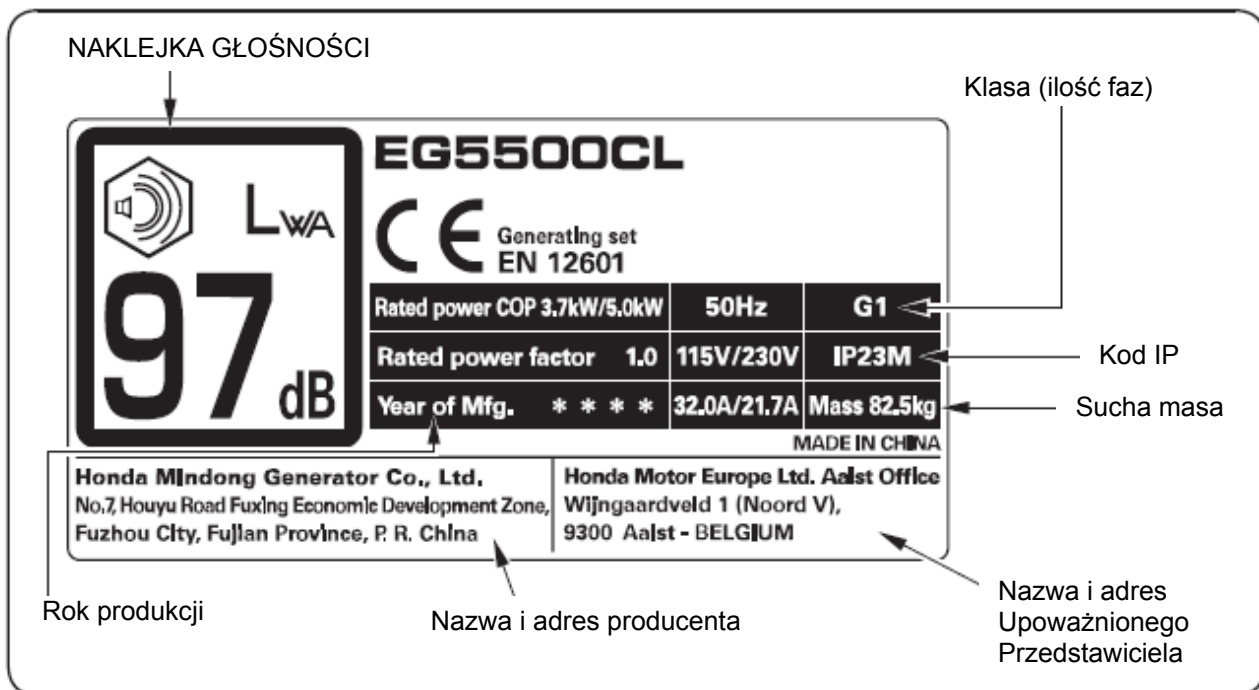 NAKLEJKA GŁOŚNOŚCI
Klasa (ilość faz)
LWA
97
dB
EG5500CL
CE
Generating set
EN 12601
Rated power COP 3.7kW/5.0kW 50Hz G1
Rated power factor 1.0 115V/230V IP23M
Year of Mfg. * * * * 32.0A/21.7A Mass 82.5kg
MADE IN CHINA
Kod IP
Sucha masa
Honda Mindong Generator Co., Ltd.
No.7, Houyu Road Fuxing Economic Development Zone,
Fuzhou City, Fujian Province, P. R. China
Honda Motor Europe Ltd. Aalst Office
Wijngaardveld 1 (Noord V),
9300 Aalst - BELGIUM
Rok produkcji
Nazwa i adres producenta
Nazwa i adres
Upoważnionego
Przedstawiciela